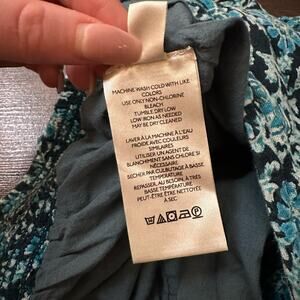 MACHINE WASH COLD WITH LIKE
COLORS
USE ONLY NON-CHLORINE
BLEACH
TUMBLE DRY LOW
LOW IRON AS NEEDED
MAY BE DRY CLEANED
LAVER À LA MACHINE À L'EAU
FROIDE AVEC COULEURS
SIMILAIRES
UTILISER UN AGENT DE
BLANCHIMENT SANS CHLORE SI
NÉCESSAIRE
SÉCHER PAR CULBUTAGE À BASSE
TEMPÉRATURE
REPASSER, AU BESOIN, À TRÈS
BASSE TEMPÉRATURE
PEUT-ÊTRE ÊTRE NETTOYÉE
À SEC